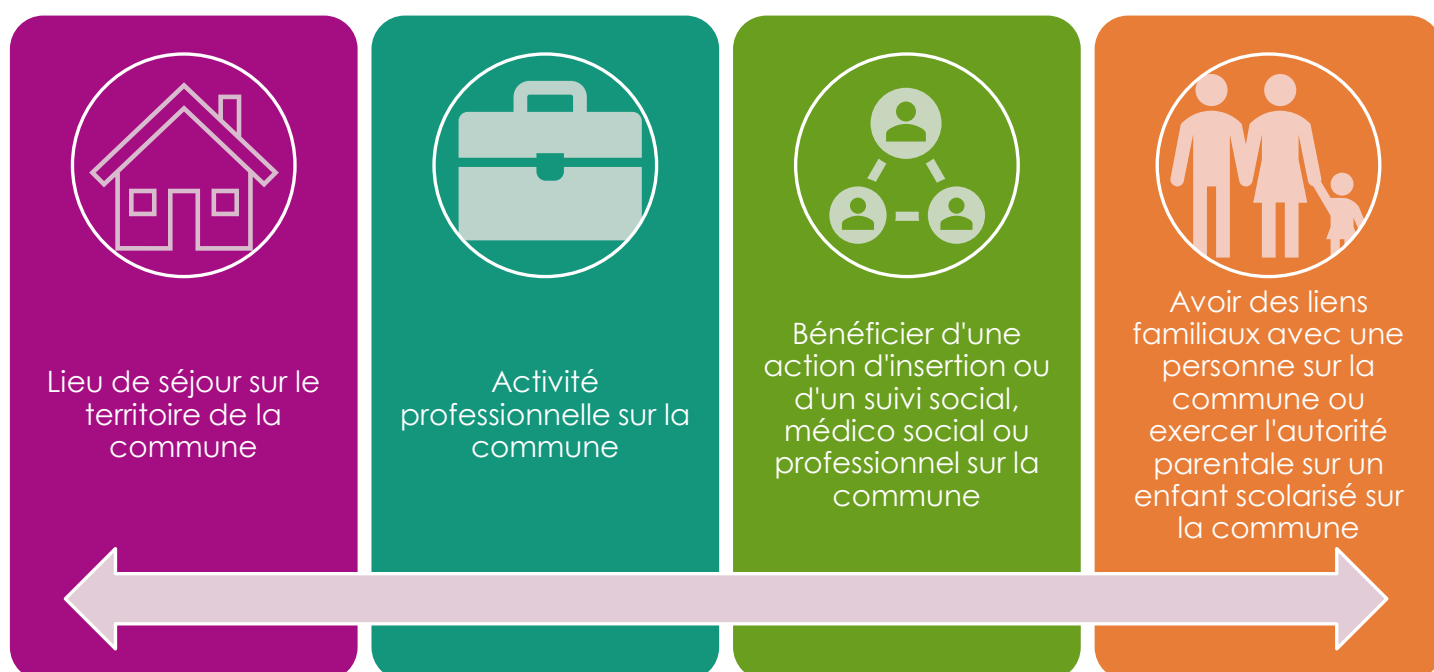 Lieu de séjour sur le
territoire de la
commune
Activité
professionnelle sur la
commune
Bénéficier d'une
action d'insertion ou
d'un suivi social,
médico social ou
professionnel sur la
commune
Avoir des liens
familiaux avec une
personne sur la
commune ou
exercer l'autorité
parentale sur un
enfant scolarisé sur
la commune